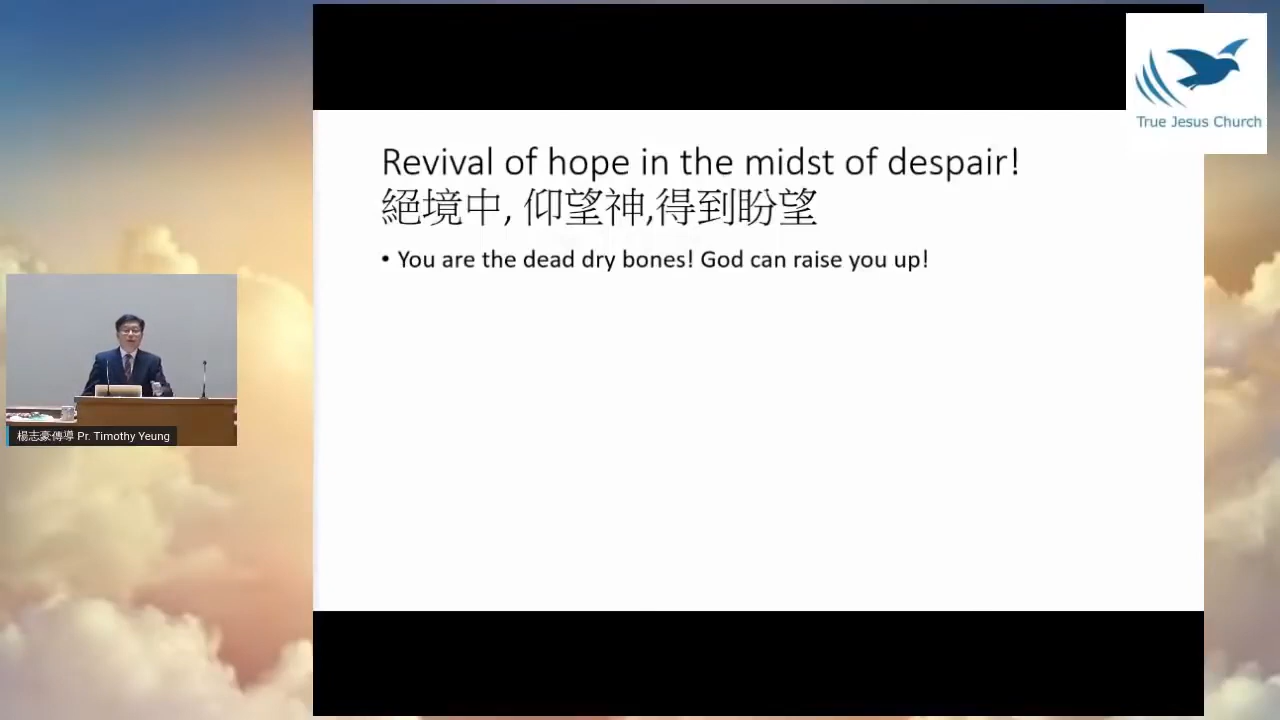 True Jesus Church
Revival of hope in the midst of despair!
絕境中, 仰望神,得到盼望
• You are the dead dry bones! God can raise you up!
楊志豪傳導 Pr. Timothy Yeung